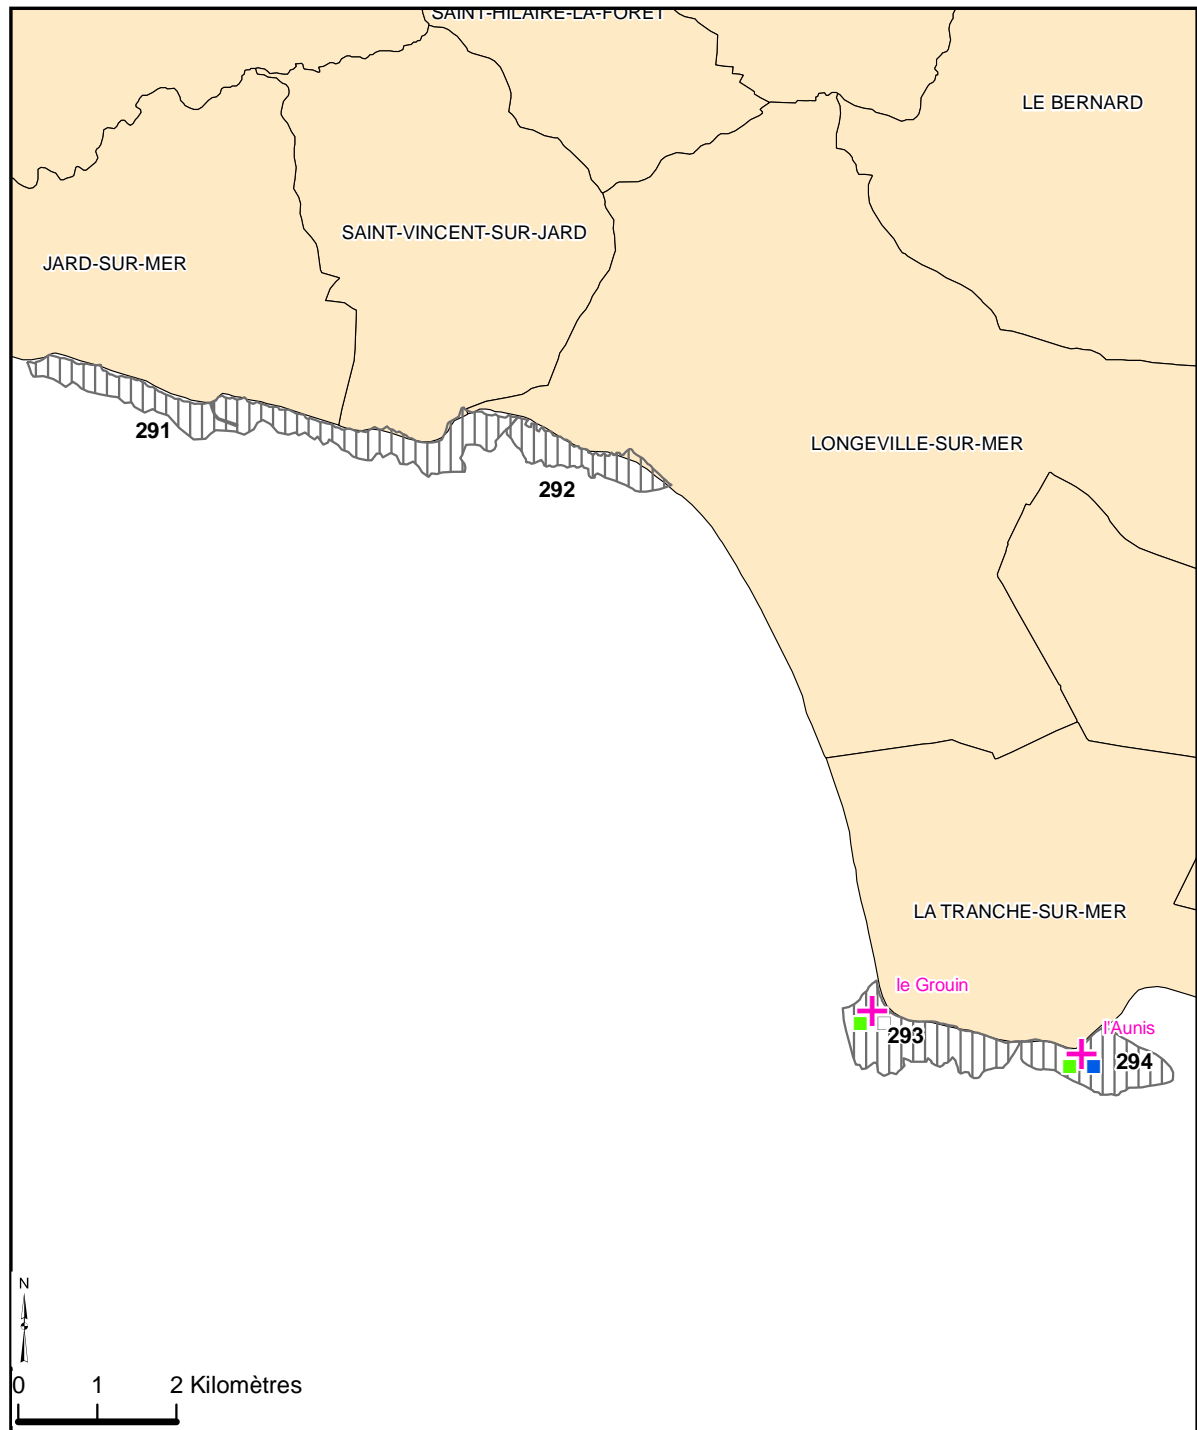 SAINT-HILAIRE-LA-FORET
LE BERNARD
SAINT-VINCENT-SUR-JARD
JARD-SUR-MER
291
LONGEVILLE-SUR-MER
292
LA TRANCHE-SUR-MER
le Grouin
l'Aunis
293
294
N
0 1 2 Kilomètres